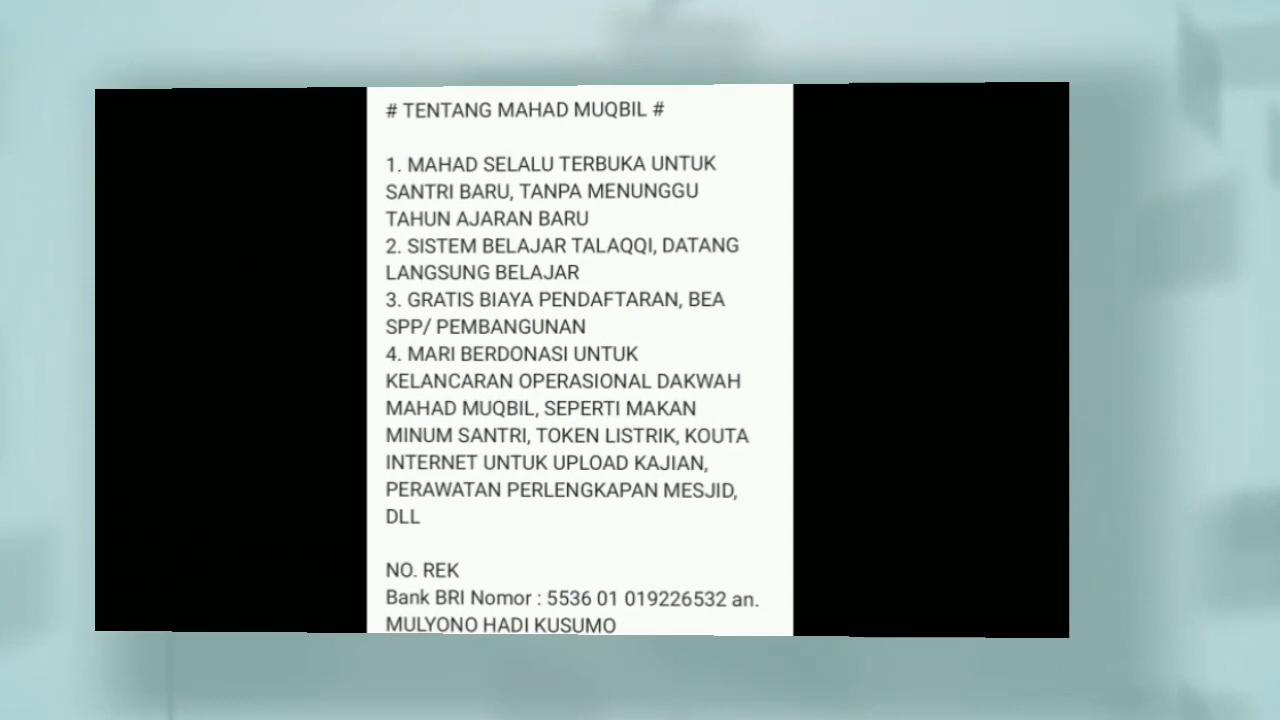 # TENTANG MAHAD MUQBIL #
1. MAHAD SELALU TERBUKA UNTUK
SANTRI BARU, TANPA MENUNGGU
TAHUN AJARAN BARU
2. SISTEM BELAJAR TALAQQI, DATANG
LANGSUNG BELAJAR
3. GRATIS BIAYA PENDAFTARAN, BEA
SPP/ PEMBANGUNAN
4. MARI BERDONASI UNTUK
KELANCARAN OPERASIONAL DAKWAH
MAHAD MUQBIL, SEPERTI MAKAN
MINUM SANTRI, TOKEN LISTRIK, KOUTA
INTERNET UNTUK UPLOAD KAJIAN,
PERAWATAN PERLENGKAPAN MESJID,
DLL
NO. REK
Bank BRI Nomor : 5536 01 019226532 an.
MULYONO HADI KUSUMO